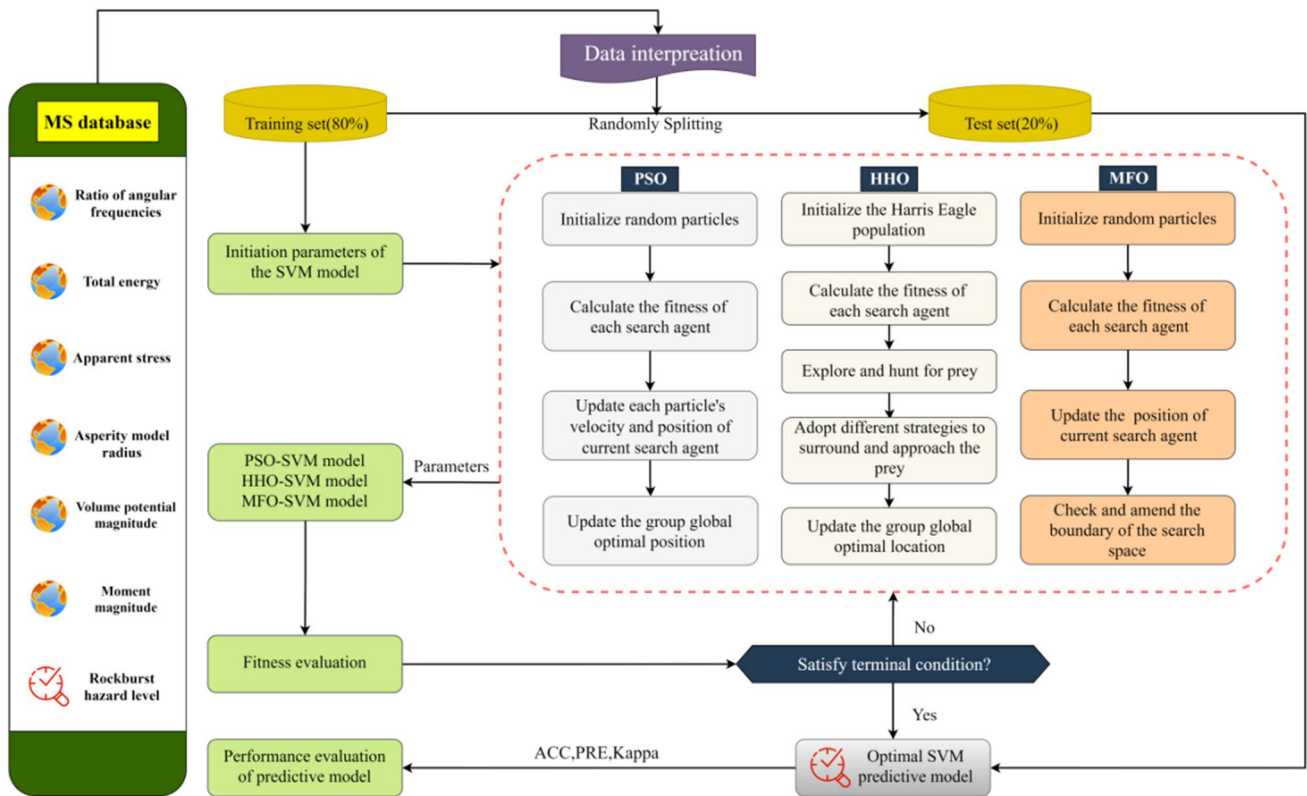 Data interpreation
MS database
Ratio of angular
frequencies
Total energy
Apparent stress
Asperity model
radius
Volume potential
magnitude
Moment
magnitude
Rockburst
hazard level
Training set(80%)
Randomly Splitting
Test set(20%)
Initiation parameters of
the SVM model
PSO
Initialize random particles
Calculate the fitness of
each search agent
Update each particle's
velocity and position of
current search agent
Update the group global
optimal position
HHO
Initialize the Harris Eagle
population
Calculate the fitness of
each search agent
Explore and hunt for prey
Adopt different strategies to
surround and approach the
prey
Update the group global
optimal location
MFO
Initialize random particles
Calculate the fitness of
each search agent
Update the position of
current search agent
Check and amend the
boundary of the search
space
Parameters
PSO-SVM model
HHO-SVM model
MFO-SVM model
Fitness evaluation
Satisfy terminal condition?
No
Yes
Optimal SVM
predictive model
ACC,PRE,Kappa
Performance evaluation
of predictive model